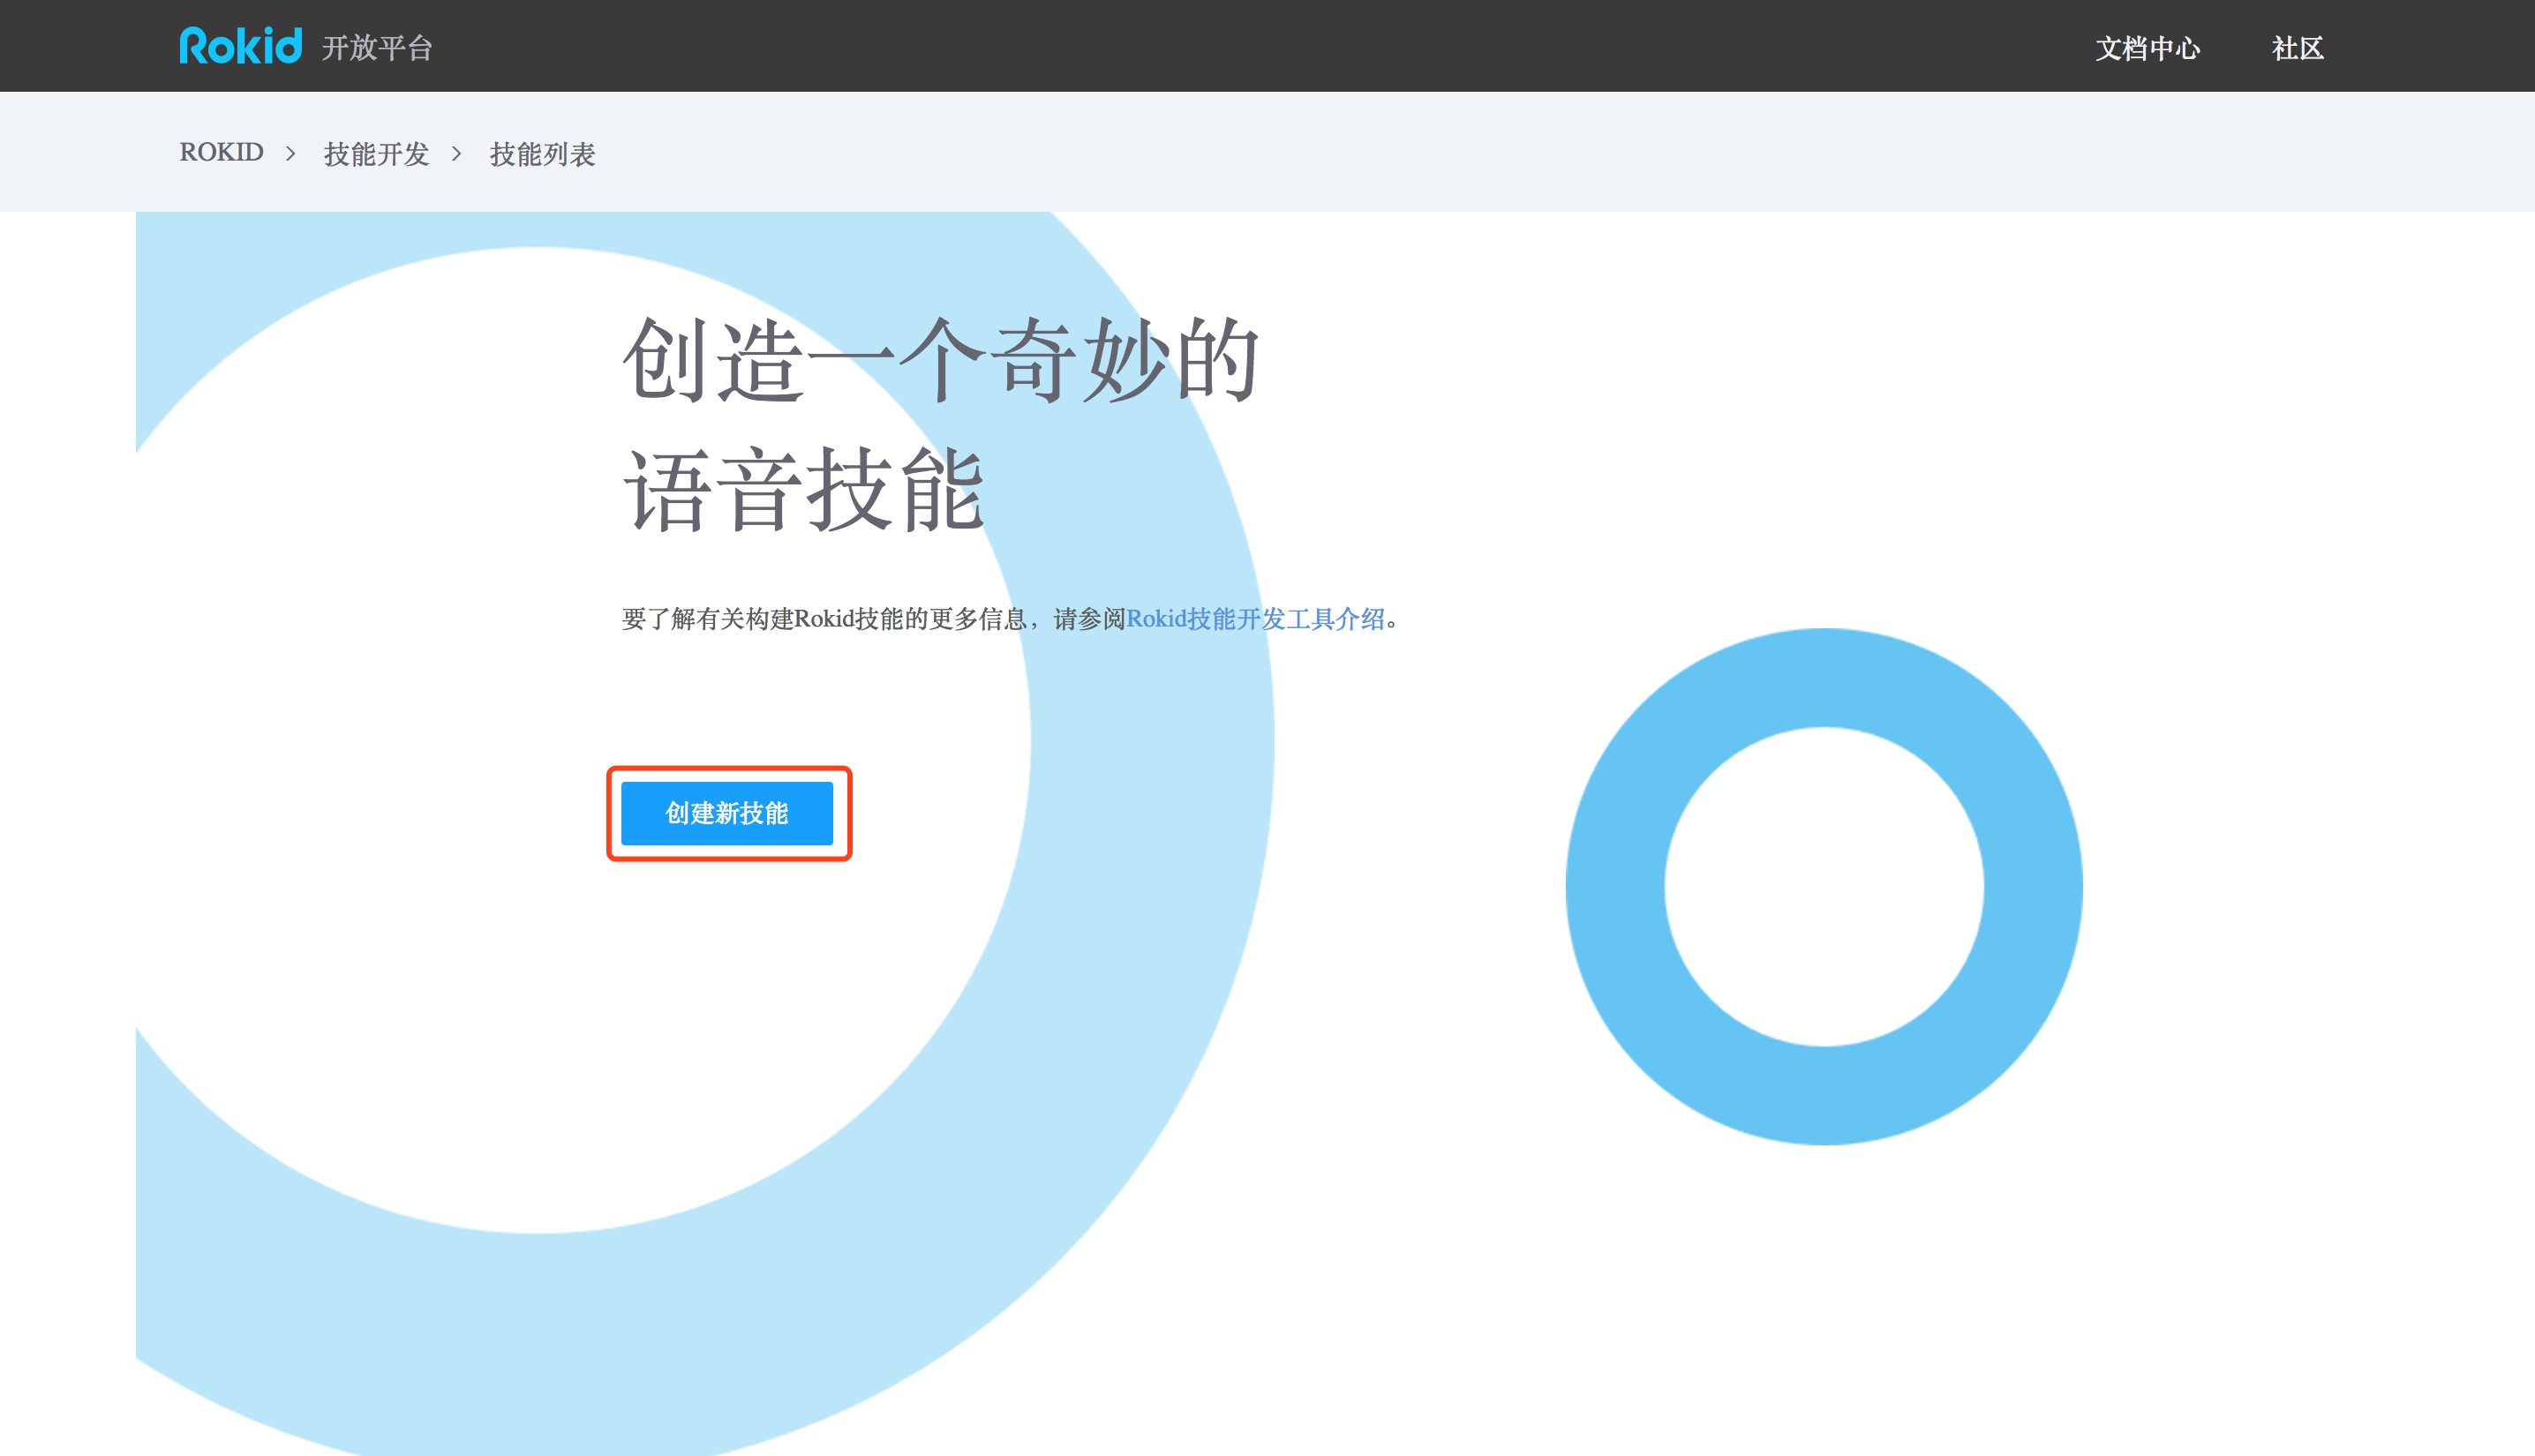 Rokid 开放平台
文档中心 社区
ROKID > 技能开发 > 技能列表
创造一个奇妙的
语音技能
要了解有关构建Rokid技能的更多信息，请参阅Rokid技能开发工具介绍。
创建新技能